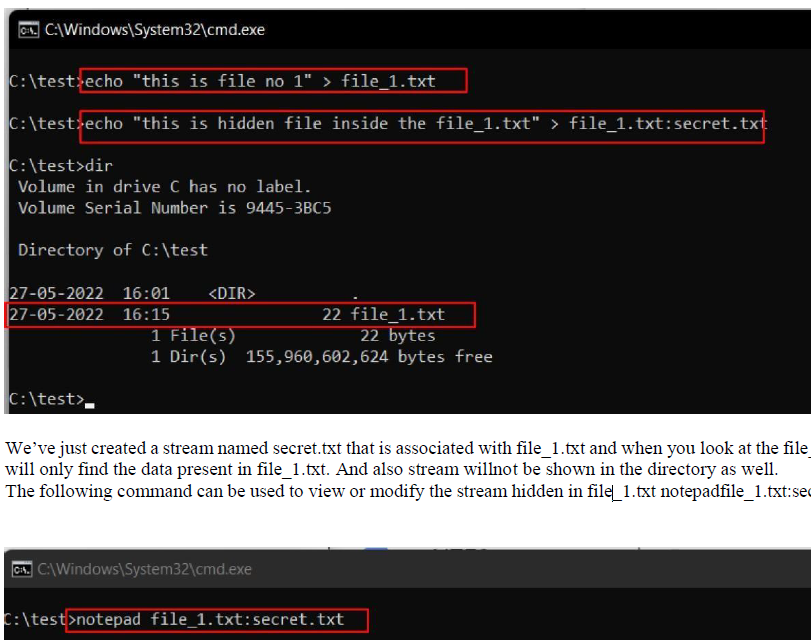 C:\Windows\System32\cmd.exe
C:\test>echo "this is file no 1" > file_1.txt
C:\test>echo "this is hidden file inside the file_1.txt" > file_1.txt:secret.txt
C:\test>dir
Volume in drive C has no label.
Volume Serial Number is 9445-3BC5
Directory of C:\test
27-05-2022 16:01 <DIR> .
27-05-2022 16:15 22 file_1.txt
1 File(s) 22 bytes
1 Dir(s) 155,960,602,624 bytes free
C:\test>
We’ve just created a stream named secret.txt that is associated with file_1.txt and when you look at the file_
will only find the data present in file_1.txt. And also stream willnot be shown in the directory as well.
The following command can be used to view or modify the stream hidden in file_1.txt notepadfile_1.txt:sec
C:\Windows\System32\cmd.exe
C:\test>notepad file_1.txt:secret.txt